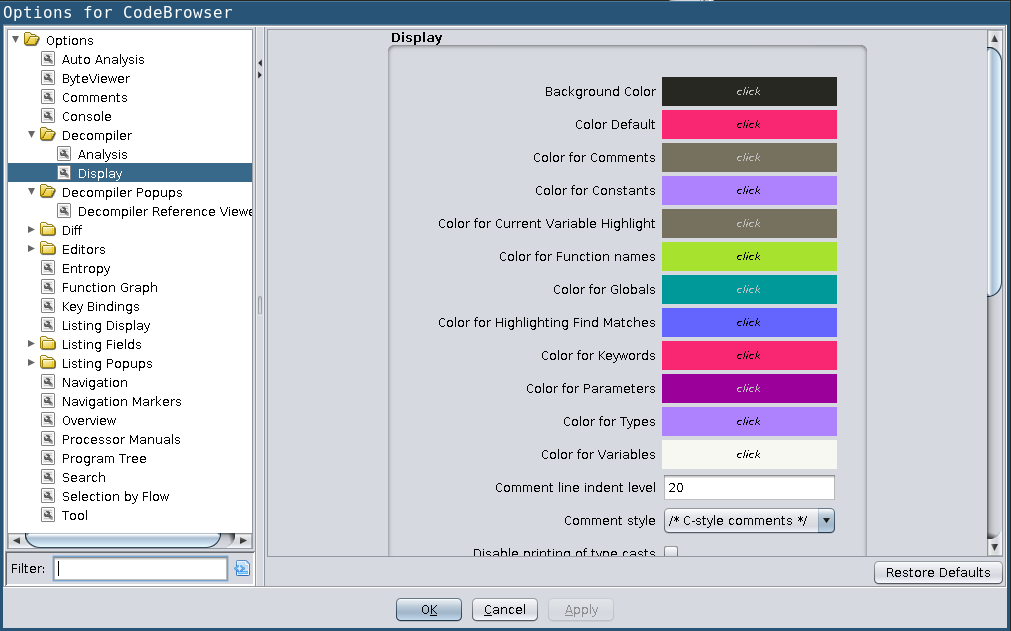 Options for CodeBrowser
Options
Auto Analysis
ByteViewer
Comments
Console
Decompiler
Analysis
Display
Decompiler Popups
Decompiler Reference Viewe
Diff
Editors
Entropy
Function Graph
Key Bindings
Listing Display
Listing Fields
Listing Popups
Navigation
Navigation Markers
Overview
Processor Manuals
Program Tree
Search
Selection by Flow
Tool
Filter:
Display
Background Color click
Color Default click
Color for Comments click
Color for Constants click
Color for Current Variable Highlight click
Color for Function names click
Color for Globals click
Color for Highlighting Find Matches click
Color for Keywords click
Color for Parameters click
Color for Types click
Color for Variables click
Comment line indent level 20
Comment style /* C-style comments */
Disable printing of type casts
Restore Defaults
OK Cancel Apply